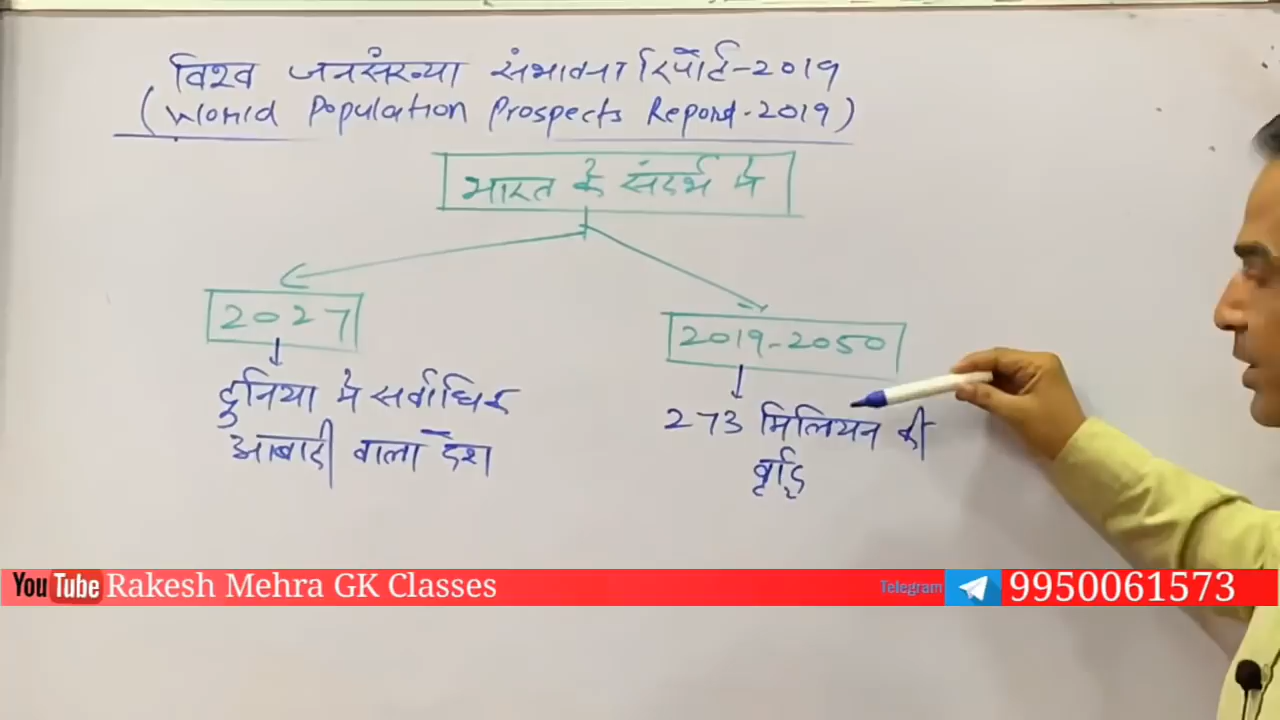 विश्व जनसंख्या संभावना रिपोर्ट-2019
(World Population Prospects Report-2019)
भारत के संदर्भ में
2027
2019-2050
दुनिया मे सर्वाधिक
आबादी वाला देश
273 मिलियन की
वृद्धि
YouTube Rakesh Mehra GK Classes
Telegram 9950061573